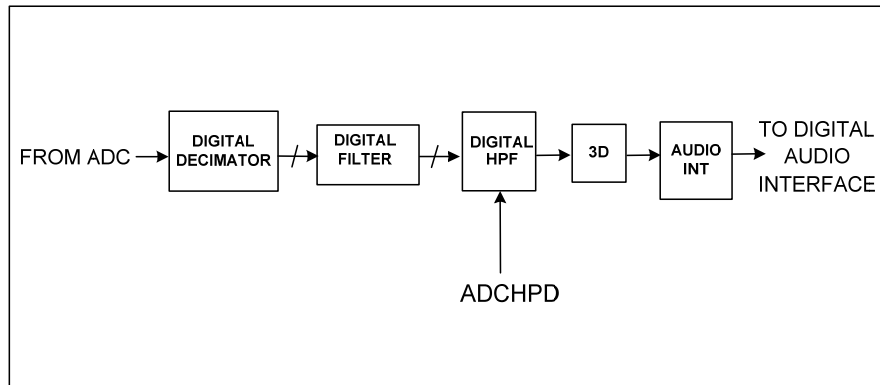 FROM ADC
DIGITAL
DECIMATOR
DIGITAL
FILTER
DIGITAL
HPF
3D
AUDIO
INT
TO DIGITAL
AUDIO
INTERFACE
ADCHPD